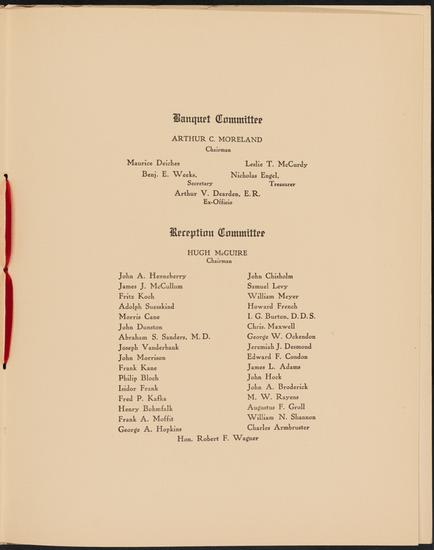 Banquet Committee
ARTHUR C. MORELAND
Chairman
Maurice Deiches Leslie T. McCurdy
Benj. E. Weeks, Nicholas Engel,
Secretary Treasurer
Arthur V. Dearden, E. R.
Ex-Officio
Reception Committee
HUGH McGUIRE
Chairman
John A. Henneberry John Chisholm
James J. McCullum Samuel Levy
Fritz Koch William Meyer
Adolph Suesskind Howard French
Morris Cane I. G. Burton, D. D. S.
John Dunston Chris. Maxwell
Abraham S. Sanders, M. D. George W. Ockendon
Joseph Vanderbank Jeremiah J. Desmond
John Morrison Edward F. Condon
Frank Kane James L. Adams
Philip Bloch John Hock
Isidor Frank John A. Broderick
Fred P. Kafka M. W. Rayens
Henry Bohmfalk Augustus F. Groll
Frank A. Moffit William N. Shannon
George A. Hopkins Charles Armbruster
Hon. Robert F. Wagner